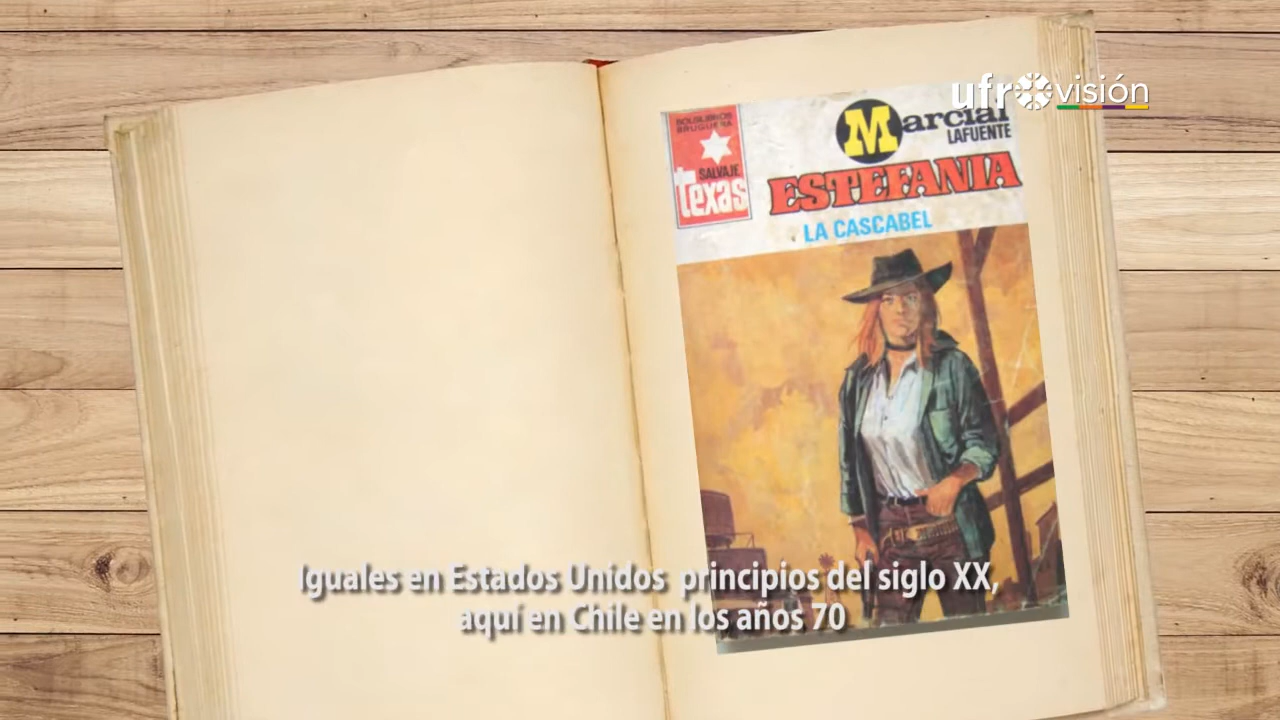 ufrovisión
BOLSILIBROS
BRUGUERA
SALVAJE
texas
Marcial
LAFUENTE
ESTEFANIA
LA CASCABEL
Iguales en Estados Unidos principios del siglo XX,
aquí en Chile en los años 70